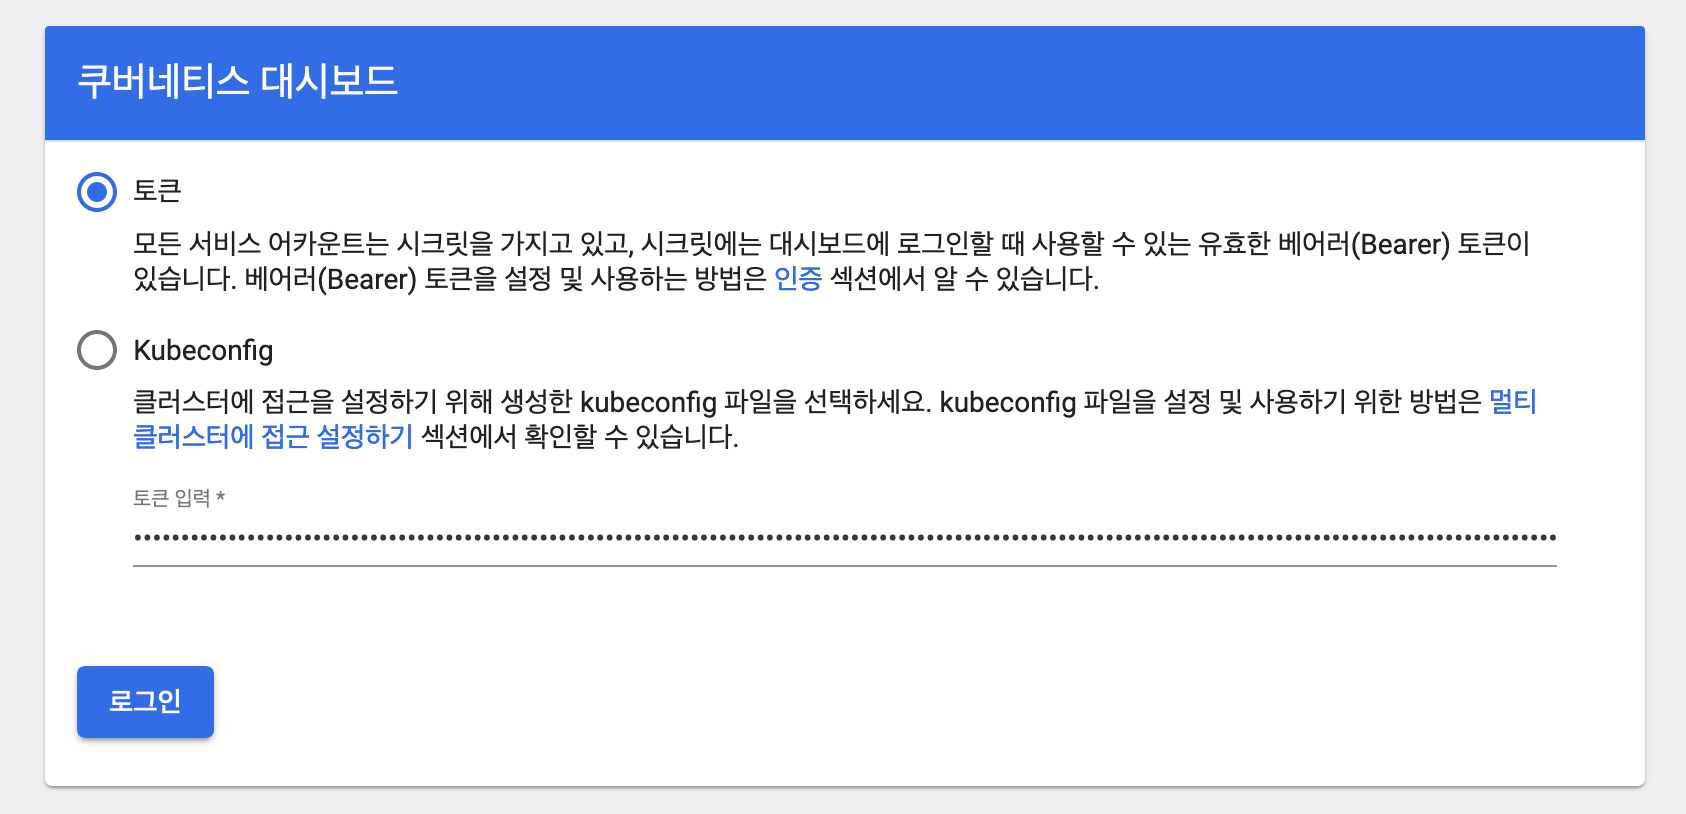 쿠버네티스 대시보드
토큰
모든 서비스 어카운트는 시크릿을 가지고 있고, 시크릿에는 대시보드에 로그인할 때 사용할 수 있는 유효한 베어러(Bearer) 토큰이
있습니다. 베어러(Bearer) 토큰을 설정 및 사용하는 방법은 인증 섹션에서 알 수 있습니다.
Kubeconfig
클러스터에 접근을 설정하기 위해 생성한 kubeconfig 파일을 선택하세요. kubeconfig 파일을 설정 및 사용하기 위한 방법은 멀티
클러스터에 접근 설정하기 섹션에서 확인할 수 있습니다.
토큰 입력 *
로그인